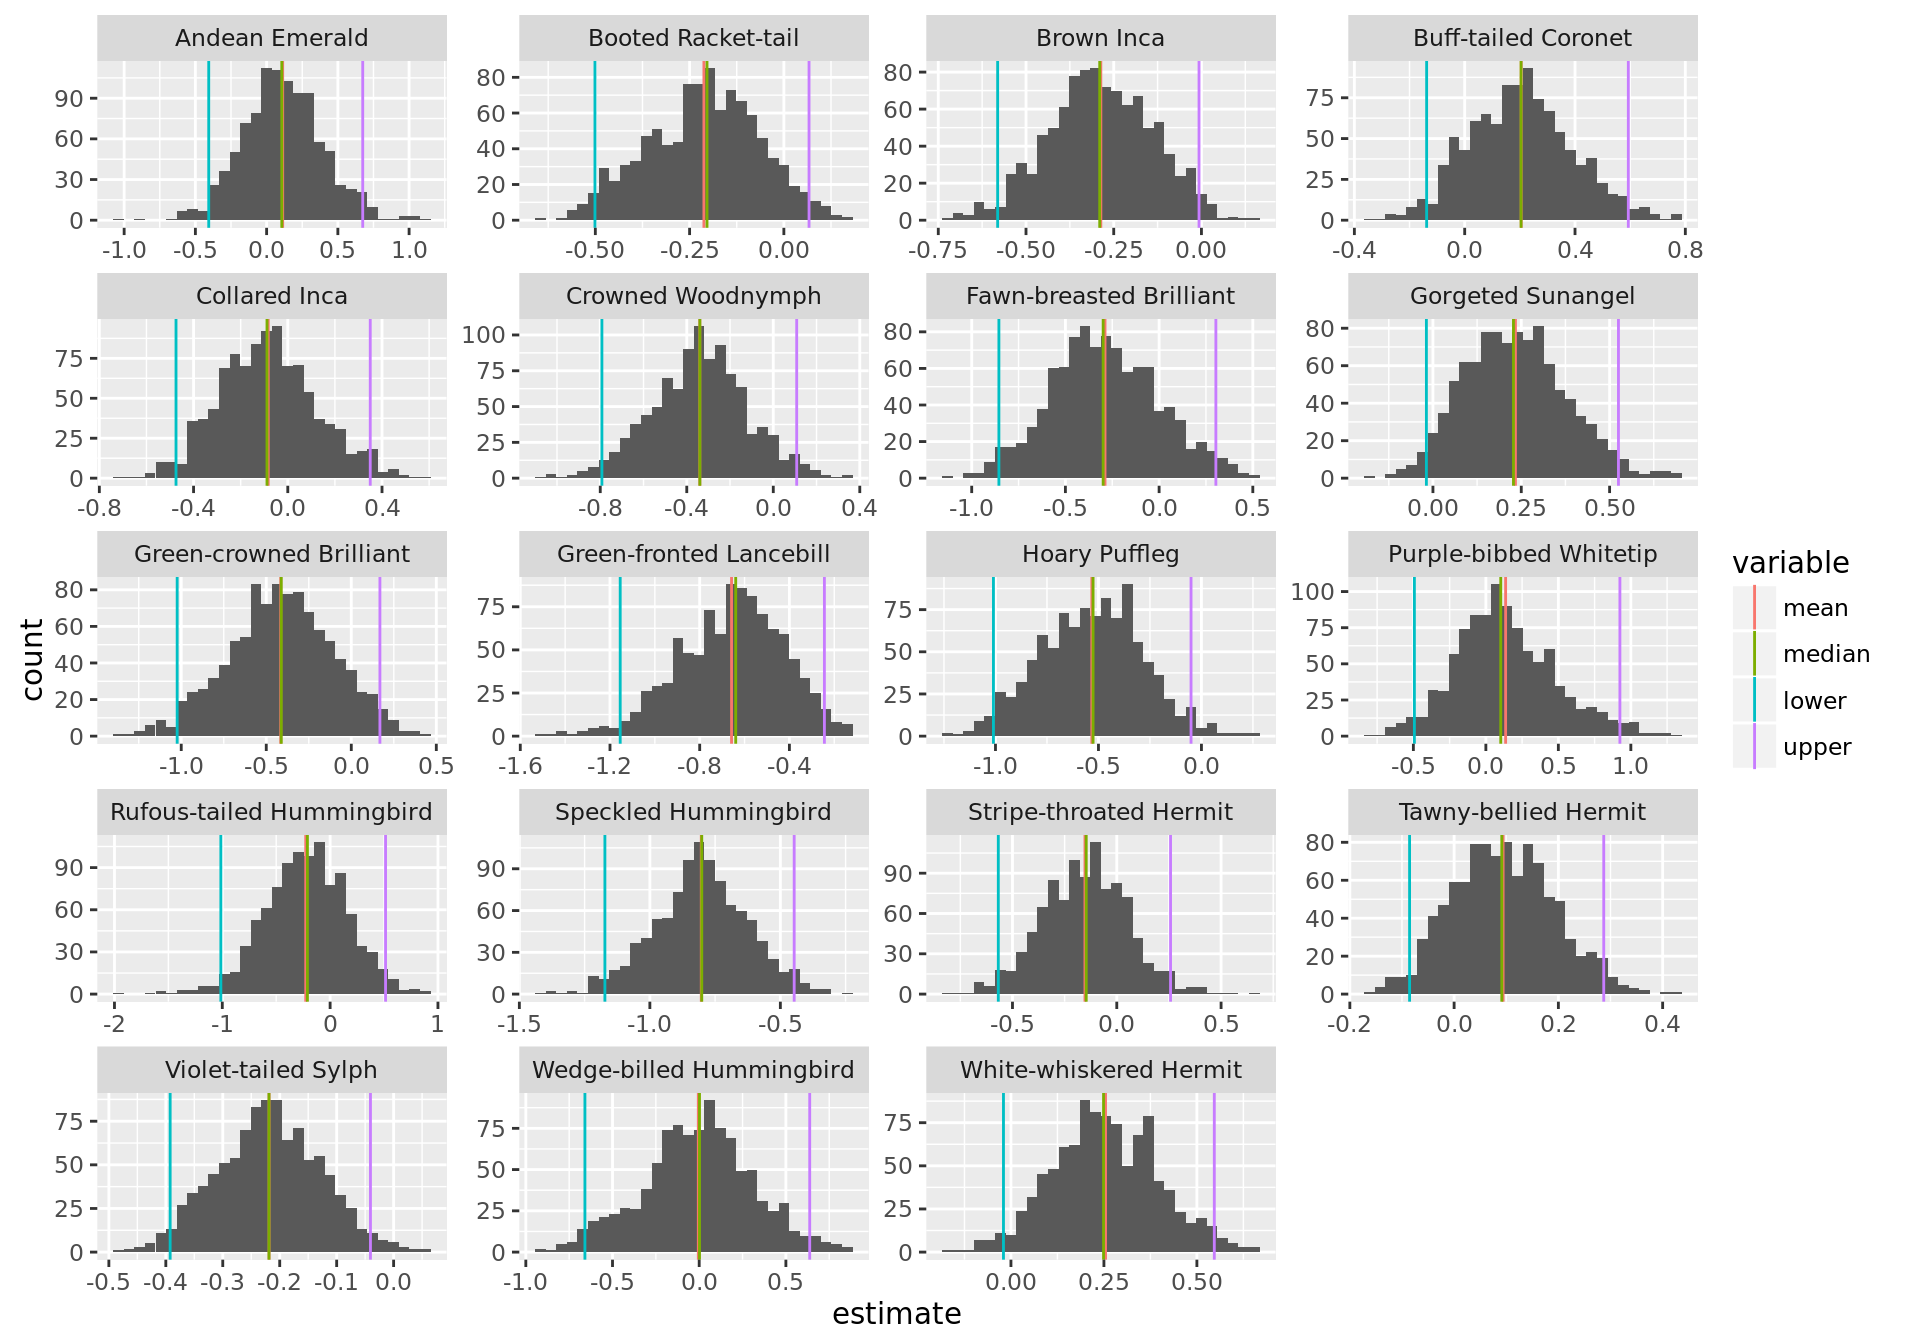 Andean Emerald Booted Racket-tail Brown Inca Buff-tailed Coronet
90 60 30 0
80 60 40 20 0
80 60 40 20 0
75 50 25 0
-1.0 -0.5 0.0 0.5 1.0 -0.50 -0.25 0.00 -0.75 -0.50 -0.25 0.00 -0.4 0.0 0.4 0.8
Collared Inca Crowned Woodnymph Fawn-breasted Brilliant Gorgeted Sunangel
75 50 25 0
100 75 50 25 0
80 60 40 20 0
80 60 40 20 0
-0.8 -0.4 0.0 0.4 -0.8 -0.4 0.0 0.4 -1.0 -0.5 0.0 0.5 0.00 0.25 0.50
Green-crowned Brilliant Green-fronted Lancebill Hoary Puffleg Purple-bibbed Whitetip
80 60 40 20 0
75 50 25 0
75 50 25 0
100 75 50 25 0
-1.0 -0.5 0.0 0.5 -1.6 -1.2 -0.8 -0.4 -1.0 -0.5 0.0 -0.5 0.0 0.5 1.0
Rufous-tailed Hummingbird Speckled Hummingbird Stripe-throated Hermit Tawny-bellied Hermit
90 60 30 0
90 60 30 0
90 60 30 0
80 60 40 20 0
-2 -1 0 1 -1.5 -1.0 -0.5 -0.5 0.0 0.5 -0.2 0.0 0.2 0.4
Violet-tailed Sylph Wedge-billed Hummingbird White-whiskered Hermit
75 50 25 0
75 50 25 0
75 50 25 0
-0.5 -0.4 -0.3 -0.2 -0.1 0.0 -1.0 -0.5 0.0 0.5 0.00 0.25 0.50
count
estimate
variable
mean
median
lower
upper